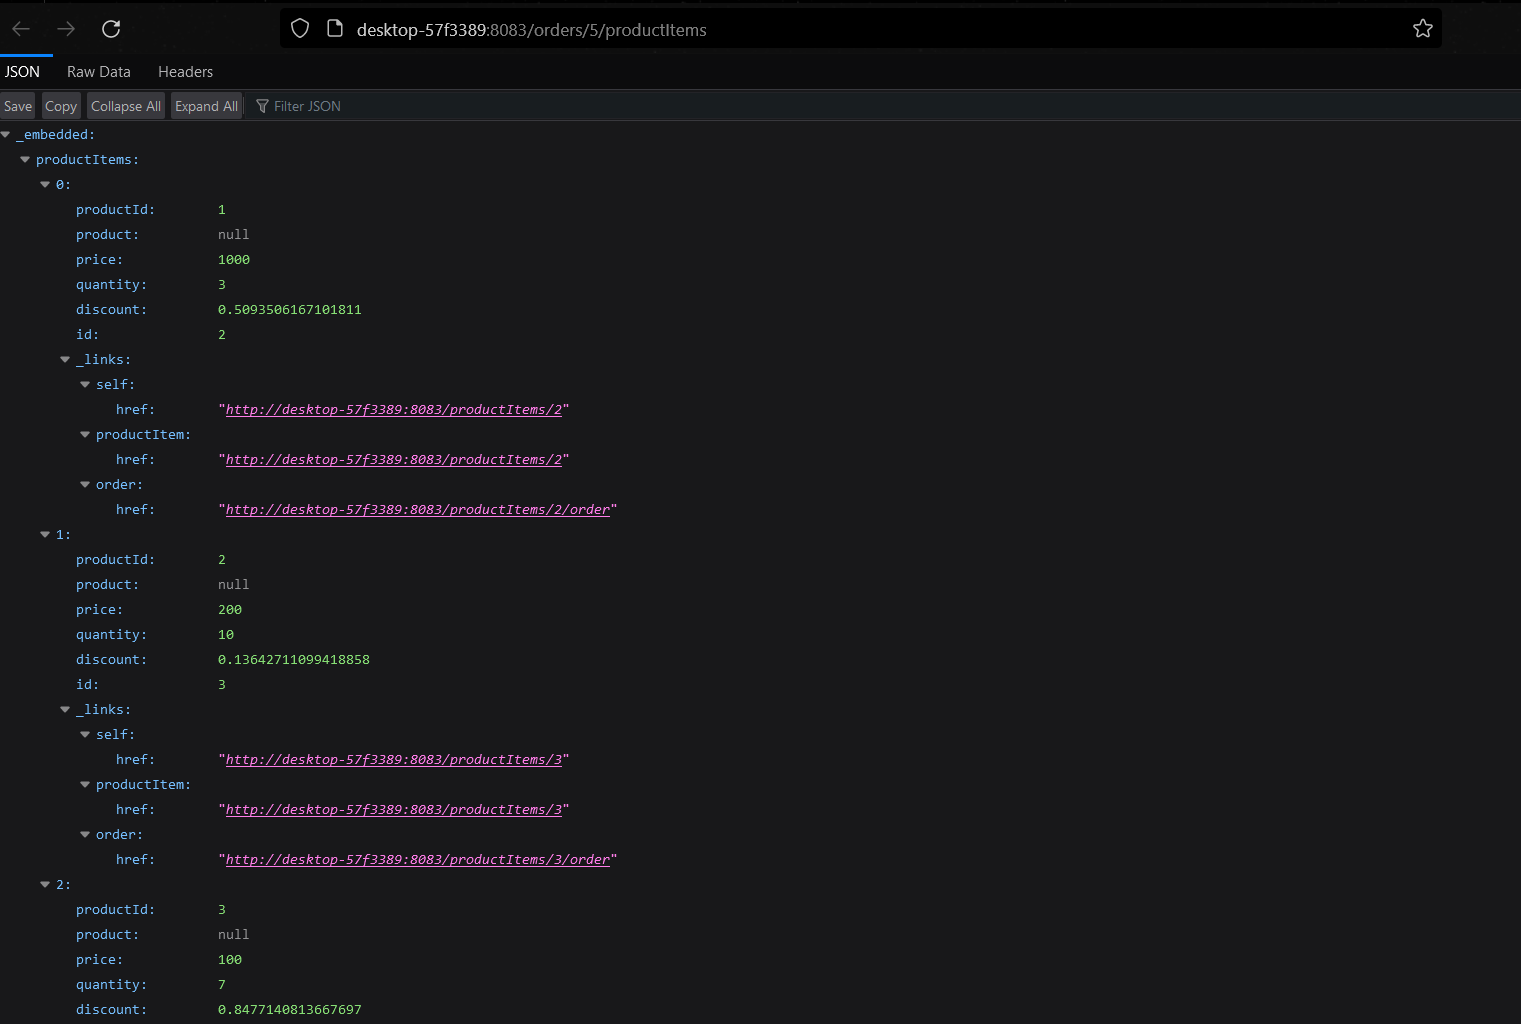 desktop-57f3389:8083/orders/5/productItems
JSON Raw Data Headers
Save Copy Collapse All Expand All Filter JSON
_embedded:
productItems:
0:
productId: 1
product: null
price: 1000
quantity: 3
discount: 0.5093506167101811
id: 2
_links:
self:
href: "http://desktop-57f3389:8083/productItems/2"
productItem:
href: "http://desktop-57f3389:8083/productItems/2"
order:
href: "http://desktop-57f3389:8083/productItems/2/order"
1:
productId: 2
product: null
price: 200
quantity: 10
discount: 0.13642711099418858
id: 3
_links:
self:
href: "http://desktop-57f3389:8083/productItems/3"
productItem:
href: "http://desktop-57f3389:8083/productItems/3"
order:
href: "http://desktop-57f3389:8083/productItems/3/order"
2:
productId: 3
product: null
price: 100
quantity: 7
discount: 0.8477140813667697